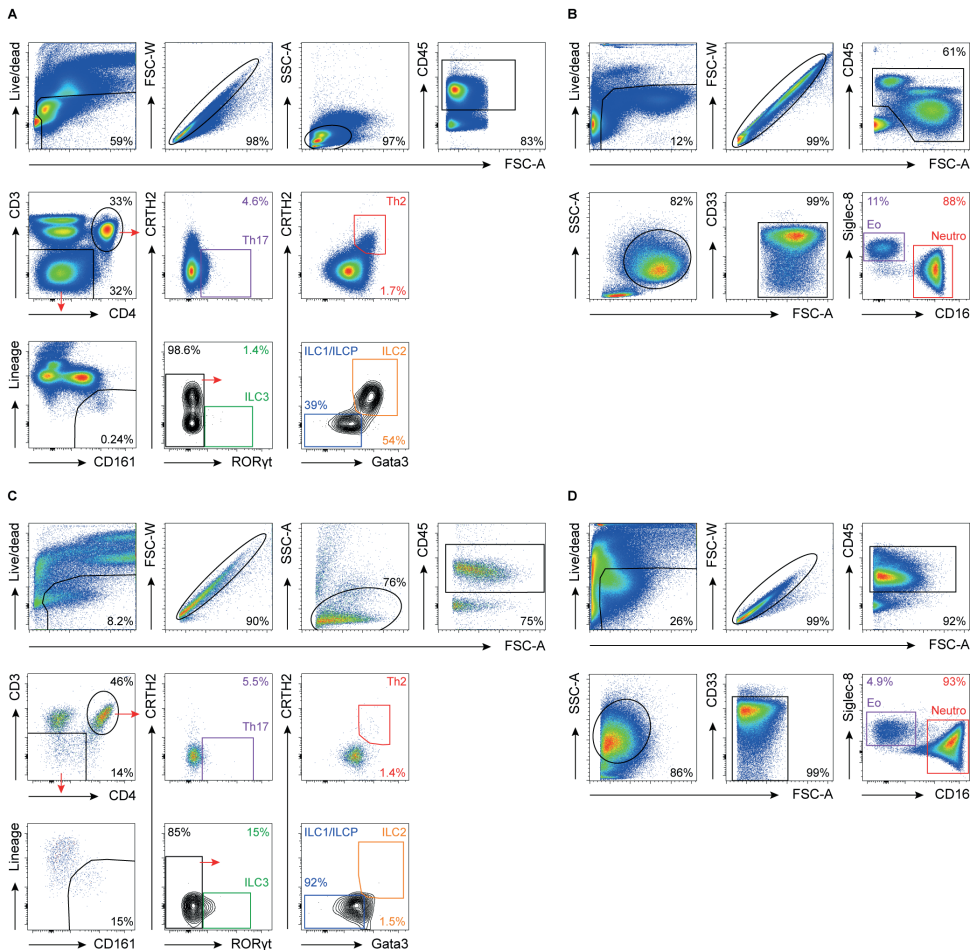 A
Live/dead
59%
FSC-W
98%
SSC-A
97%
CD45
83%
FSC-A
CD3
33%
32%
CD4
CRTH2
4.6%
Th17
CRTH2
Th2
1.7%
Lineage
0.24%
CD161
98.6%
1.4%
ILC3
RORγt
CRTH2
ILC1/ILCP
ILC2
39%
54%
Gata3
B
Live/dead
12%
FSC-W
99%
CD45
61%
FSC-A
SSC-A
82%
CD33
99%
FSC-A
Siglec-8
11%
88%
Eo
Neutro
CD16
C
Live/dead
8.2%
FSC-W
90%
SSC-A
76%
CD45
75%
FSC-A
CD3
46%
14%
CD4
CRTH2
5.5%
Th17
CRTH2
Th2
1.4%
Lineage
15%
CD161
85%
15%
ILC3
RORγt
ILC1/ILCP
ILC2
92%
1.5%
Gata3
D
Live/dead
26%
FSC-W
99%
CD45
92%
FSC-A
SSC-A
86%
CD33
99%
FSC-A
Siglec-8
4.9%
93%
Eo
Neutro
CD16